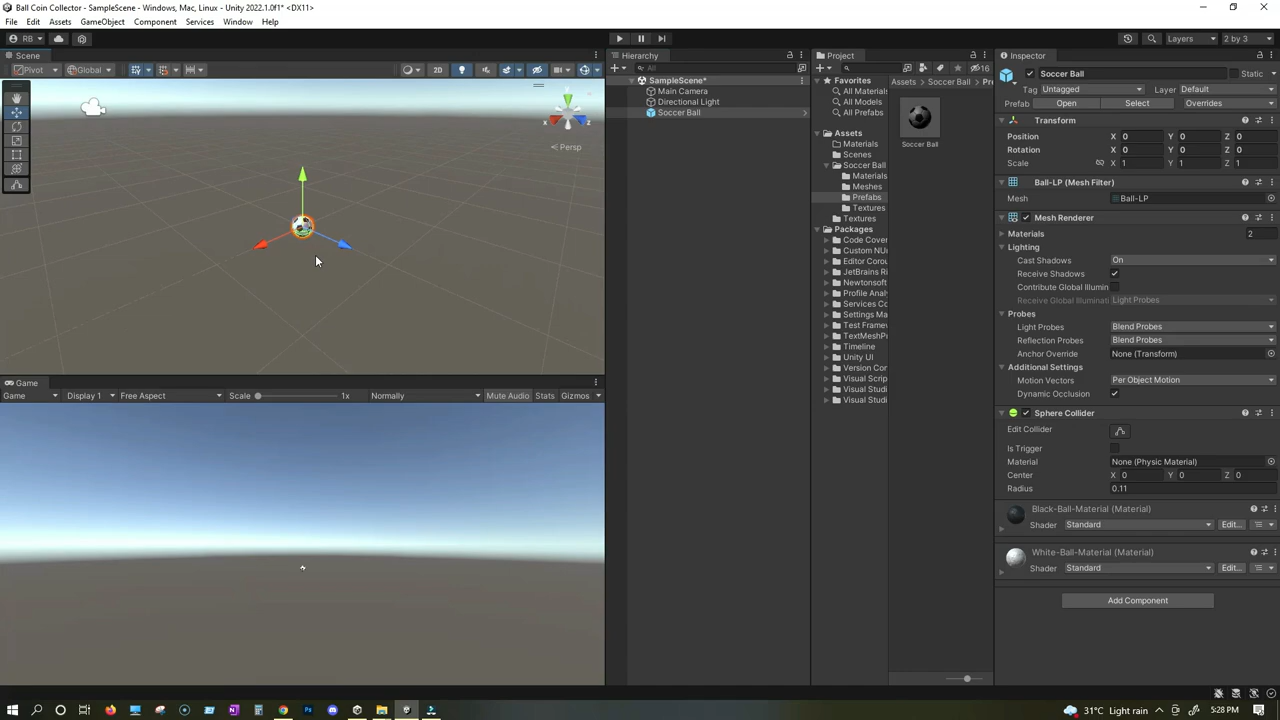 Ball Coin Collector - SampleScene - Windows, Mac, Linux - Unity 2022.1.0f1* <DX11>
File Edit Assets GameObject Component Services Window Help
RB
Layers 2 by 3
Scene
Pivot Global 2D
x z
Persp
Game
Game Display 1 Free Aspect Scale 1x Normally Mute Audio Stats Gizmos
Hierarchy
All
SampleScene*
Main Camera
Directional Light
Soccer Ball
Project
16
Favorites
All Materials
All Models
All Prefabs
Assets
Materials
Scenes
Soccer Ball
Materials
Meshes
Prefabs
Textures
Textures
Packages
Code Cover
Custom NU
Editor Corou
JetBrains Ri
Newtonsoft
Profile Anal
Services Co
Settings Ma
Test Framew
TextMeshPr
Timeline
Unity UI
Version Con
Visual Scrip
Visual Studi
Visual Studi
Assets Soccer Ball Pr
Soccer Ball
Inspector
Soccer Ball Static
Tag Untagged Layer Default
Prefab Open Select Overrides
Transform
Position X 0 Y 0 Z 0
Rotation X 0 Y 0 Z 0
Scale X 1 Y 1 Z 1
Ball-LP (Mesh Filter)
Mesh Ball-LP
Mesh Renderer
Materials 2
Lighting
Cast Shadows On
Receive Shadows
Contribute Global Illumin
Receive Global Illuminati Light Probes
Probes
Light Probes Blend Probes
Reflection Probes Blend Probes
Anchor Override None (Transform)
Additional Settings
Motion Vectors Per Object Motion
Dynamic Occlusion
Sphere Collider
Edit Collider
Is Trigger
Material None (Physic Material)
Center X 0 Y 0 Z 0
Radius 0.11
Black-Ball-Material (Material)
Shader Standard Edit...
White-Ball-Material (Material)
Shader Standard Edit...
Add Component
31°C Light rain 5:28 PM